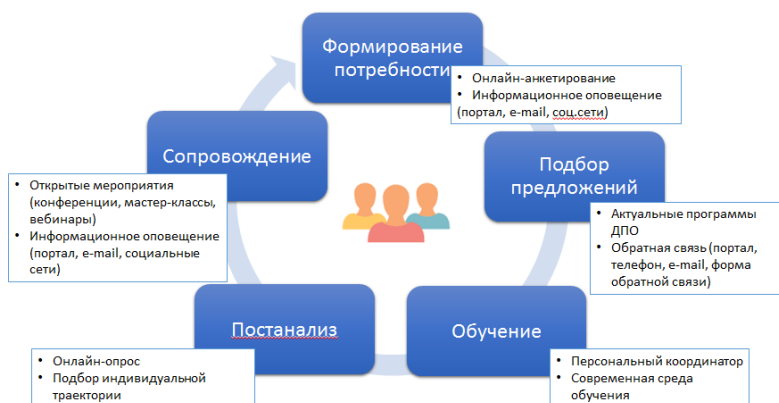 Формирование
потребности
• Онлайн-анкетирование
• Информационное оповещение
(портал, e-mail, соц.сети)
Подбор
предложений
• Актуальные программы
ДПО
• Обратная связь (портал,
телефон, e-mail, форма
обратной связи)
Обучение
• Персональный координатор
• Современная среда
обучения
Постанализ
• Онлайн-опрос
• Подбор индивидуальной
траектории
Сопровождение
• Открытые мероприятия
(конференции, мастер-классы,
вебинары)
• Информационное оповещение
(портал, e-mail, социальные
сети)